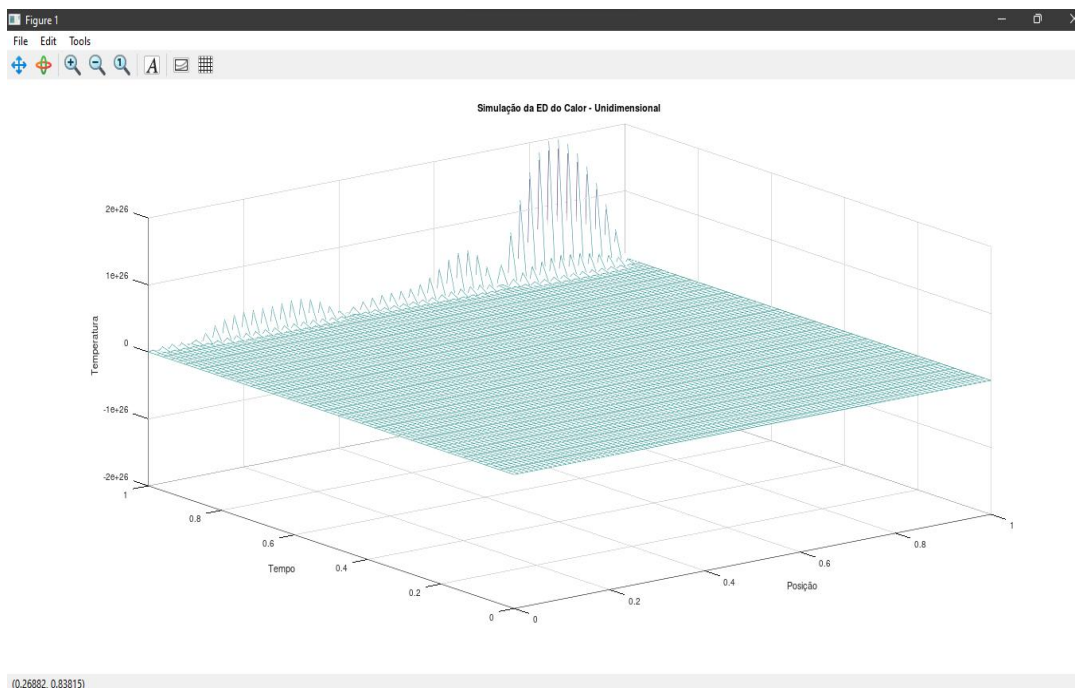 Figure 1
File Edit Tools
A
Simulação da ED do Calor - Unidimensional
2e+26
1e+26
0
-1e+26
-2e+26
Temperatura
1
0.8
0.6
0.4
0.2
0
Tempo
0
0.2
0.4
0.6
0.8
1
Posição
(0.26882, 0.83815)